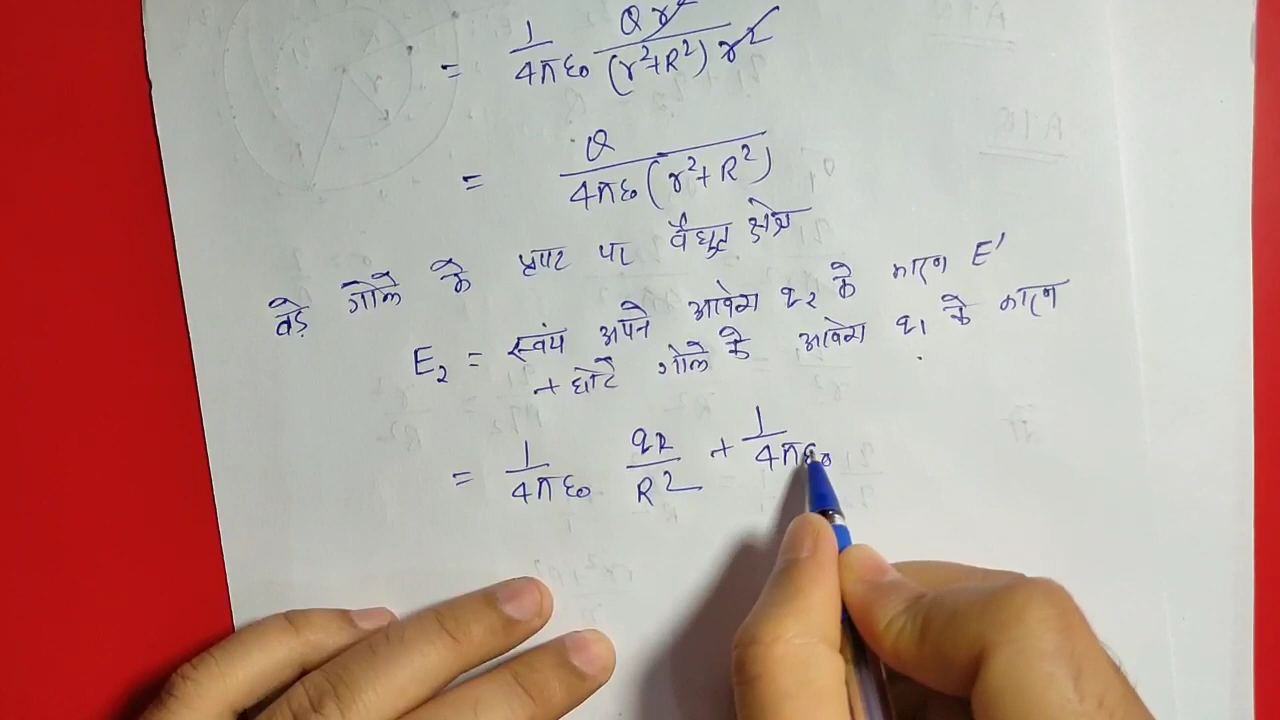 = 1/4πε₀ Qr²/(r²+R²) r²
= Q/4πε₀(r²+R²)
बड़े गोले के पृष्ट पर वैद्युत क्षेत्र
E₂ = स्वयं अपने आवेश q₂ के कारण E'
+ छोटे गोले के आवेश q₁ के कारण
= 1/4πε₀ q₂/R² + 1/4πε₀